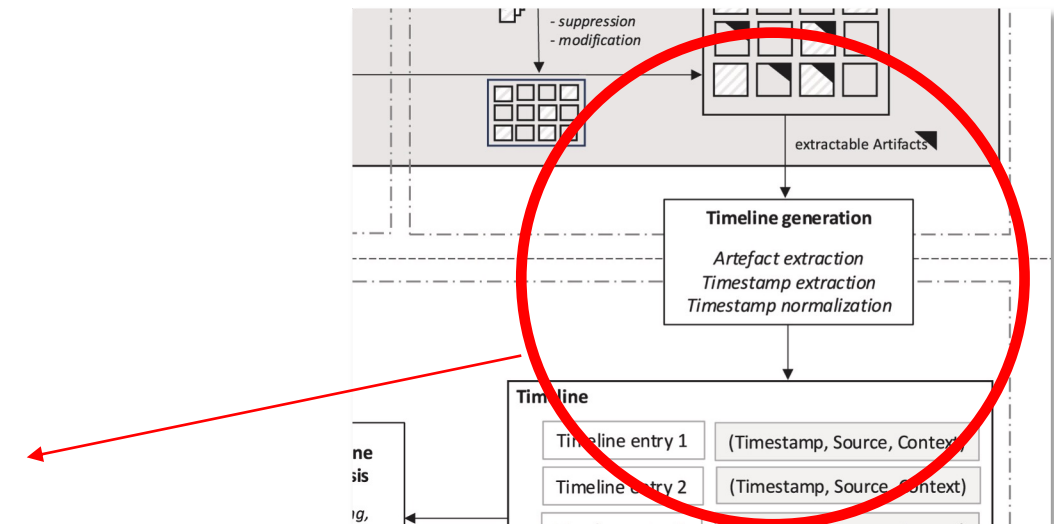 - suppression
- modification
extractable Artifacts
Timeline generation
Artefact extraction
Timestamp extraction
Timestamp normalization
Timeline
Timeline entry 1
(Timestamp, Source, Context)
ne
sis
Timeline entry 2
(Timestamp, Source, Context)